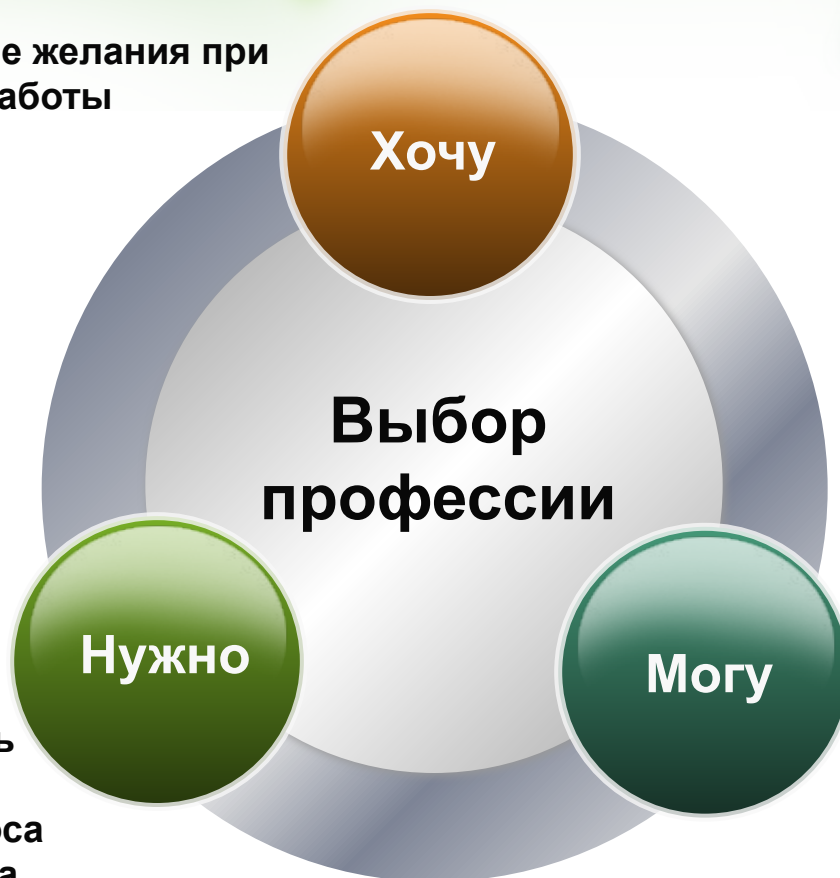 е желания при
аботы
Хочу
Выбор
профессии
Нужно
Могу
ь
са
а